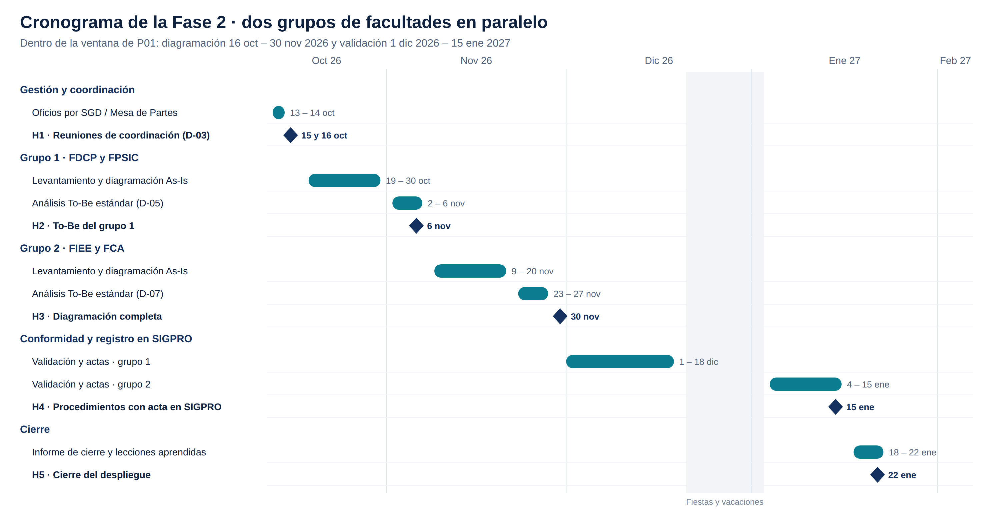 Cronograma de la Fase 2 · dos grupos de facultades en paralelo
Dentro de la ventana de P01: diagramación 16 oct – 30 nov 2026 y validación 1 dic 2026 – 15 ene 2027
Oct 26 Nov 26 Dic 26 Ene 27 Feb 27
Gestión y coordinación
Oficios por SGD / Mesa de Partes 13 – 14 oct
H1 · Reuniones de coordinación (D-03) 15 y 16 oct
Grupo 1 · FDCP y FPSIC
Levantamiento y diagramación As-Is 19 – 30 oct
Análisis To-Be estándar (D-05) 2 – 6 nov
H2 · To-Be del grupo 1 6 nov
Grupo 2 · FIEE y FCA
Levantamiento y diagramación As-Is 9 – 20 nov
Análisis To-Be estándar (D-07) 23 – 27 nov
H3 · Diagramación completa 30 nov
Conformidad y registro en SIGPRO
Validación y actas · grupo 1 1 – 18 dic
Validación y actas · grupo 2 4 – 15 ene
H4 · Procedimientos con acta en SIGPRO 15 ene
Cierre
Informe de cierre y lecciones aprendidas 18 – 22 ene
H5 · Cierre del despliegue 22 ene
Fiestas y vacaciones